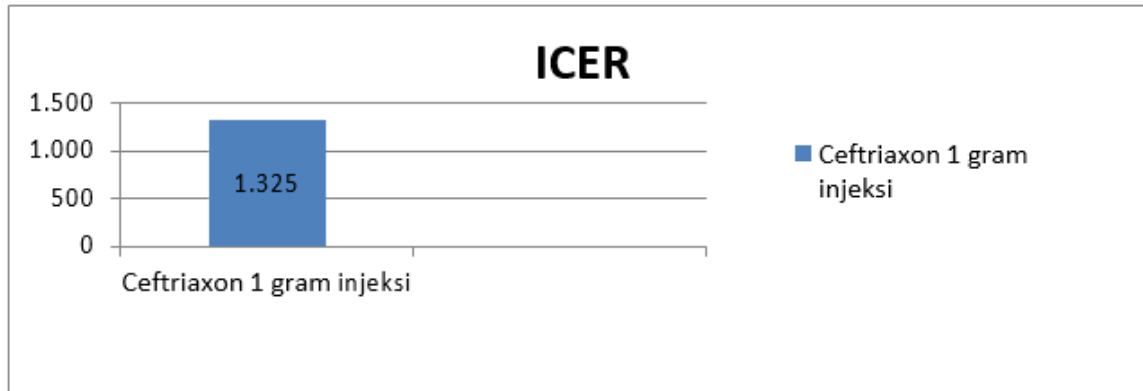 ICER
1.500
1.000
500
0
1.325
Ceftriaxon 1 gram injeksi
Ceftriaxon 1 gram
injeksi